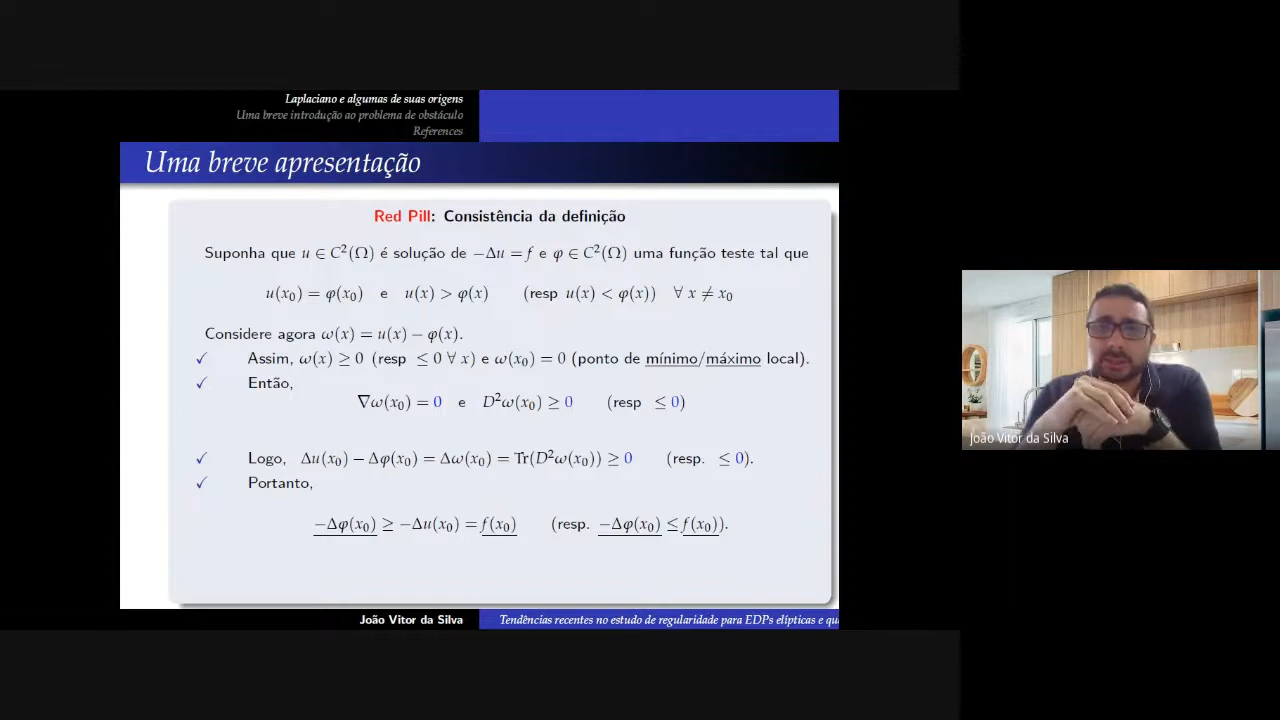 Laplaciano e algumas de suas origens
Uma breve introdução ao problema de obstáculo
References
Uma breve apresentação
Red Pill: Consistência da definição
Suponha que u ∈ C²(Ω) é solução de −Δu = f e φ ∈ C²(Ω) uma função teste tal que
u(x₀) = φ(x₀) e u(x) > φ(x) (resp u(x) < φ(x)) ∀ x ≠ x₀
Considere agora ω(x) = u(x) − φ(x).
✓ Assim, ω(x) ≥ 0 (resp ≤ 0 ∀ x) e ω(x₀) = 0 (ponto de mínimo/máximo local).
✓ Então,
∇ω(x₀) = 0 e D²ω(x₀) ≥ 0 (resp ≤ 0)
✓ Logo, Δu(x₀) − Δφ(x₀) = Δω(x₀) = Tr(D²ω(x₀)) ≥ 0 (resp. ≤ 0).
✓ Portanto,
−Δφ(x₀) ≥ −Δu(x₀) = f(x₀) (resp. −Δφ(x₀) ≤ f(x₀)).
João Vitor da Silva
Tendências recentes no estudo de regularidade para EDPs elípticas e qu
João Vitor da Silva